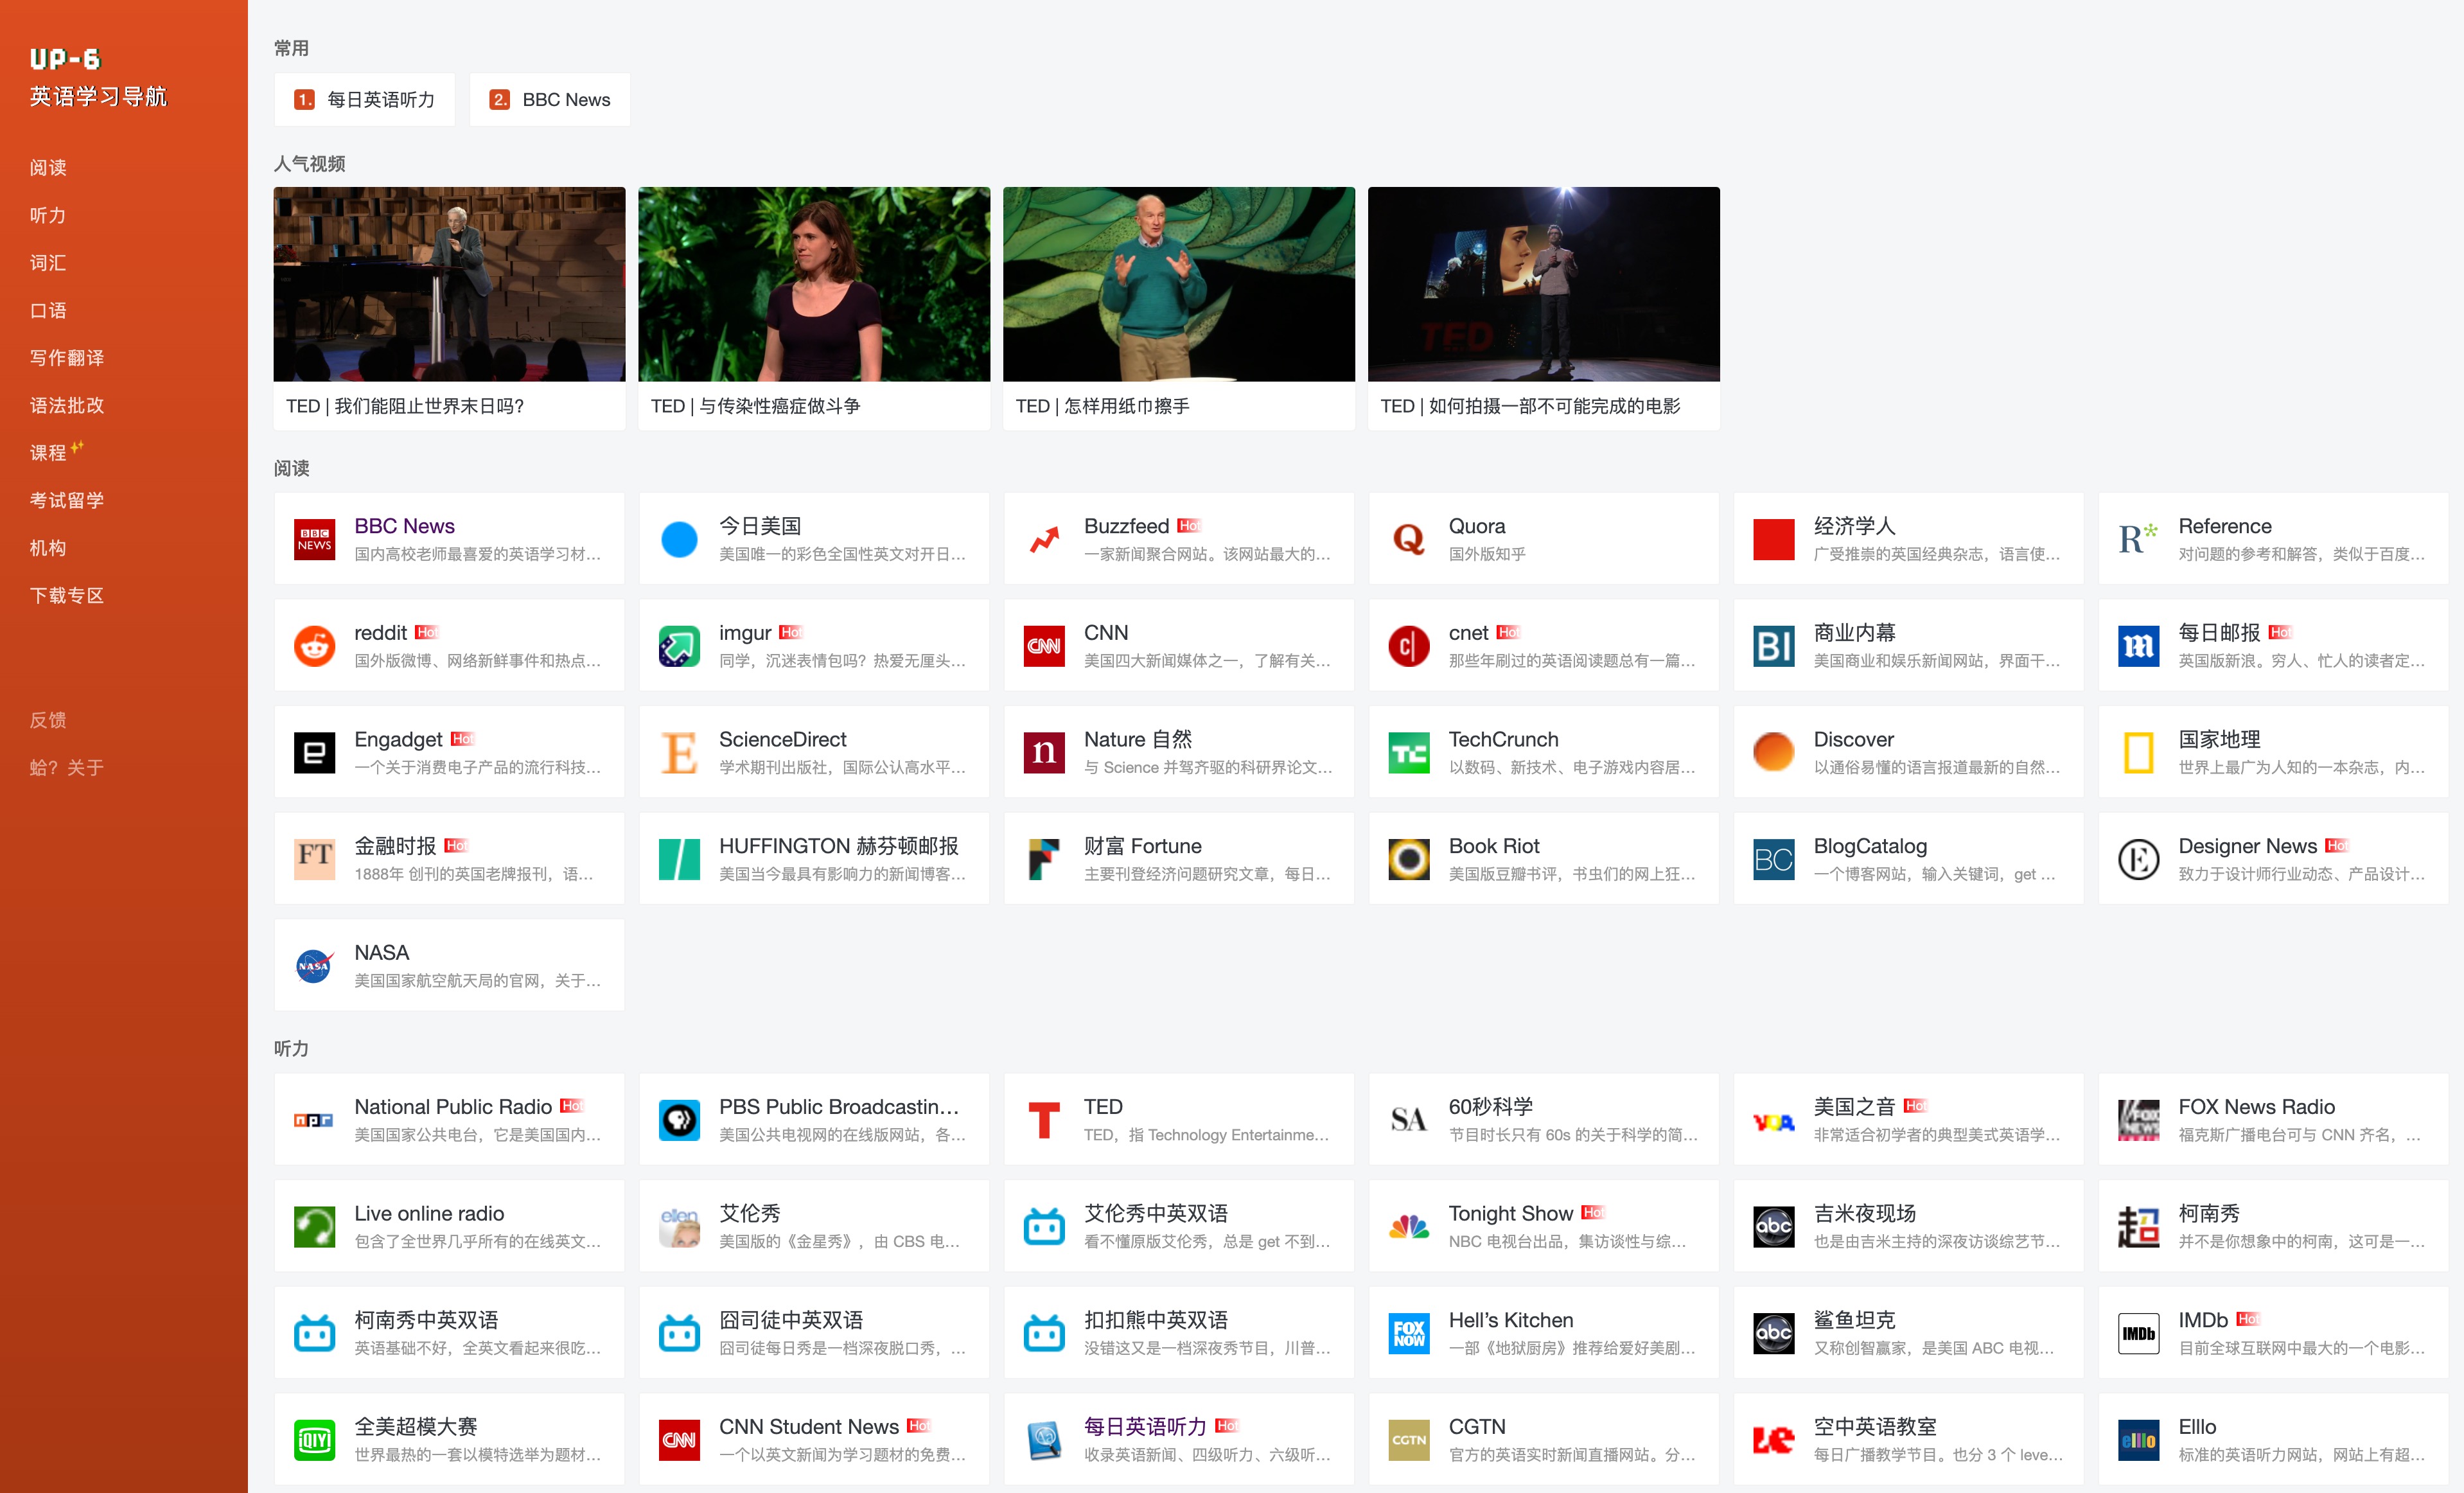 UP-6
英语学习导航
阅读
听力
词汇
口语
写作翻译
语法批改
课程
考试留学
机构
下载专区
反馈
蛤？关于
常用
1. 每日英语听力
2. BBC News
人气视频
TED
TED | 我们能阻止世界末日吗?
TED | 与传染性癌症做斗争
TED | 怎样用纸巾擦手
TED | 如何拍摄一部不可能完成的电影
阅读
BBC NEWS
BBC News
国内高校老师最喜爱的英语学习材...
今日美国
美国唯一的彩色全国性英文对开日...
Buzzfeed Hot
一家新闻聚合网站。该网站最大的...
Quora
国外版知乎
经济学人
广受推崇的英国经典杂志，语言使...
R*
Reference
对问题的参考和解答，类似于百度...
reddit Hot
国外版微博、网络新鲜事件和热点...
imgur Hot
同学，沉迷表情包吗？热爱无厘头...
CNN
CNN
美国四大新闻媒体之一，了解有关...
c|
cnet Hot
那些年刷过的英语阅读题总有一篇...
BI
商业内幕
美国商业和娱乐新闻网站，界面干...
m
每日邮报 Hot
英国版新浪。穷人、忙人的读者定...
e
Engadget Hot
一个关于消费电子产品的流行科技...
E
ScienceDirect
学术期刊出版社，国际公认高水平...
n
Nature 自然
与 Science 并驾齐驱的科研界论文...
TC
TechCrunch
以数码、新技术、电子游戏内容居...
Discover
以通俗易懂的语言报道最新的自然...
国家地理
世界上最广为人知的一本杂志，内...
FT
金融时报 Hot
1888年 创刊的英国老牌报刊，语...
HUFFINGTON 赫芬顿邮报
美国当今最具有影响力的新闻博客...
F
财富 Fortune
主要刊登经济问题研究文章，每日...
Book Riot
美国版豆瓣书评，书虫们的网上狂...
BC
BlogCatalog
一个博客网站，输入关键词，get ...
E
Designer News Hot
致力于设计师行业动态、产品设计...
NASA
NASA
美国国家航空航天局的官网，关于...
听力
npr
National Public Radio Hot
美国国家公共电台，它是美国国内...
PBS Public Broadcastin...
美国公共电视网的在线版网站，各...
T
TED
TED，指 Technology Entertainme...
SA
60秒科学
节目时长只有 60s 的关于科学的简...
VOA
美国之音 Hot
非常适合初学者的典型美式英语学...
FOX NEWS
FOX News Radio
福克斯广播电台可与 CNN 齐名，...
Live online radio
包含了全世界几乎所有的在线英文...
ellen
艾伦秀
美国版的《金星秀》，由 CBS 电...
艾伦秀中英双语
看不懂原版艾伦秀，总是 get 不到...
Tonight Show Hot
NBC 电视台出品，集访谈性与综...
abc
吉米夜现场
也是由吉米主持的深夜访谈综艺节...
超
柯南秀
并不是你想象中的柯南，这可是一...
柯南秀中英双语
英语基础不好，全英文看起来很吃...
囧司徒中英双语
囧司徒每日秀是一档深夜脱口秀，...
扣扣熊中英双语
没错这又是一档深夜秀节目，川普...
FOX NOW
Hell’s Kitchen
一部《地狱厨房》推荐给爱好美剧...
abc
鲨鱼坦克
又称创智赢家，是美国 ABC 电视...
IMDb
IMDb Hot
目前全球互联网中最大的一个电影...
iQIYI
全美超模大赛
世界最热的一套以模特选举为题材...
CNN
CNN Student News Hot
一个以英文新闻为学习题材的免费...
每日英语听力 Hot
收录英语新闻、四级听力、六级听...
CGTN
CGTN
官方的英语实时新闻直播网站。分...
空中英语教室
每日广播教学节目。也分 3 个 leve...
elllo
Elllo
标准的英语听力网站，网站上有超...